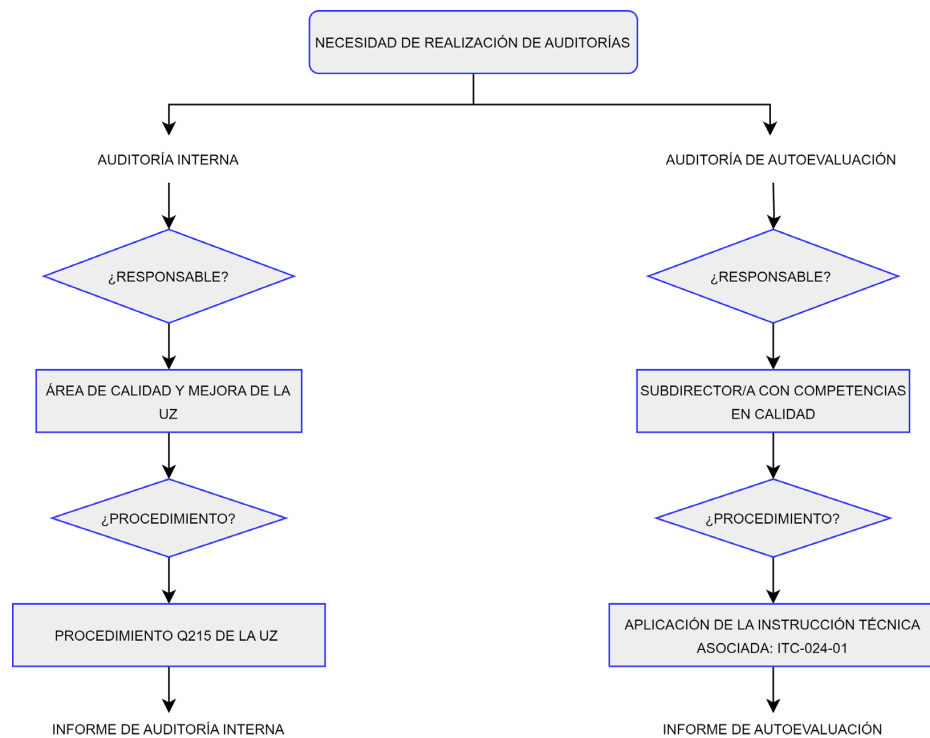 NECESIDAD DE REALIZACIÓN DE AUDITORÍAS
AUDITORÍA INTERNA
AUDITORÍA DE AUTOEVALUACIÓN
¿RESPONSABLE?
¿RESPONSABLE?
ÁREA DE CALIDAD Y MEJORA DE LA
UZ
SUBDIRECTOR/A CON COMPETENCIAS
EN CALIDAD
¿PROCEDIMIENTO?
¿PROCEDIMIENTO?
PROCEDIMIENTO Q215 DE LA UZ
APLICACIÓN DE LA INSTRUCCIÓN TÉCNICA
ASOCIADA: ITC-024-01
INFORME DE AUDITORÍA INTERNA
INFORME DE AUTOEVALUACIÓN